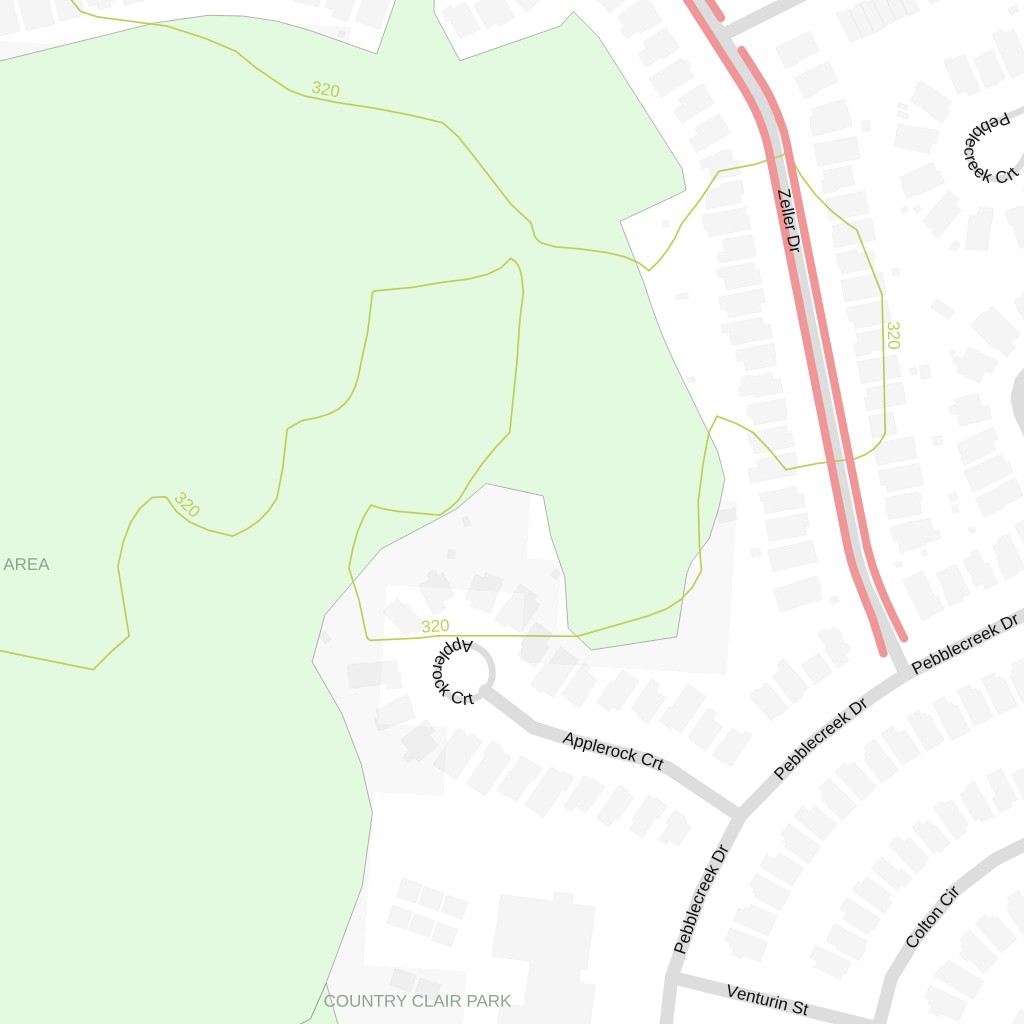 320
Pebblecreek Crt
Zeller Dr
320
320
AREA
320
Applerock Crt
Pebblecreek Dr
Pebblecreek Dr
Applerock Crt
Pebblecreek Dr
Colton Cir
Venturin St
COUNTRY CLAIR PARK